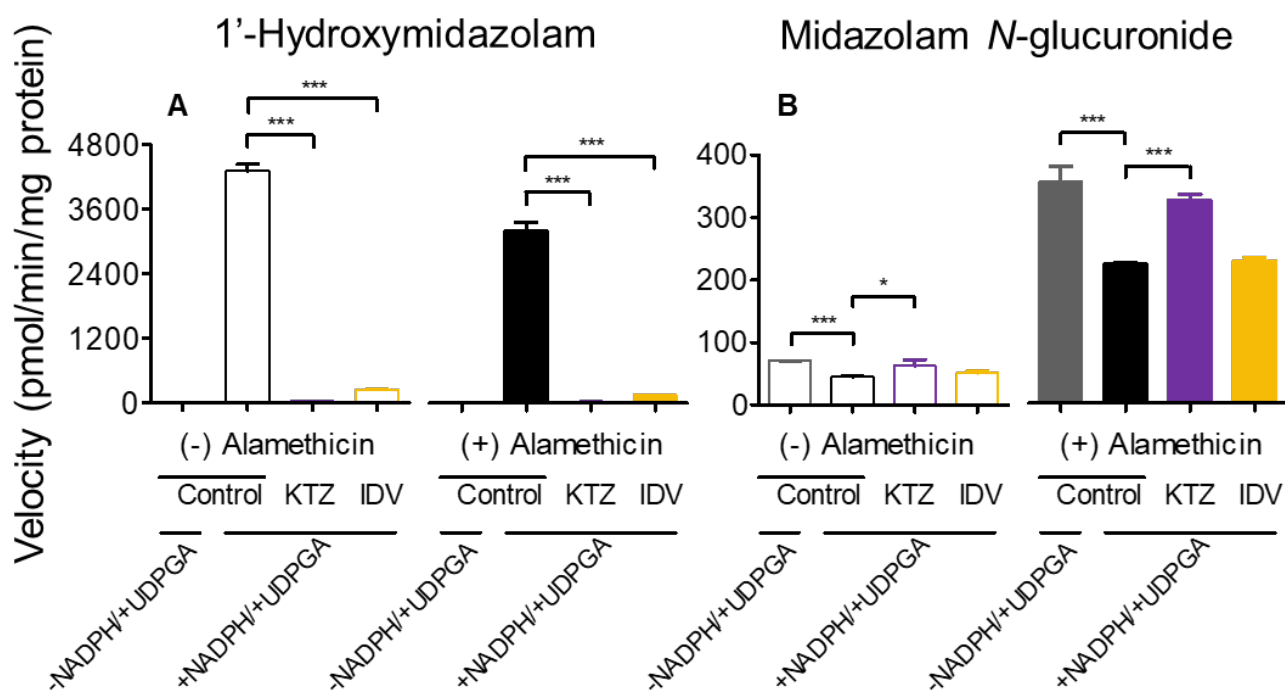 1’-Hydroxymidazolam
Midazolam N-glucuronide
Velocity (pmol/min/mg protein)
A
***
***
***
***
4800
3600
2400
1200
0
(-) Alamethicin
(+) Alamethicin
Control KTZ IDV
Control KTZ IDV
-NADPH/+UDPGA
+NADPH/+UDPGA
-NADPH/+UDPGA
+NADPH/+UDPGA
B
***
***
*
***
400
300
200
100
0
(-) Alamethicin
(+) Alamethicin
Control KTZ IDV
Control KTZ IDV
-NADPH/+UDPGA
+NADPH/+UDPGA
-NADPH/+UDPGA
+NADPH/+UDPGA